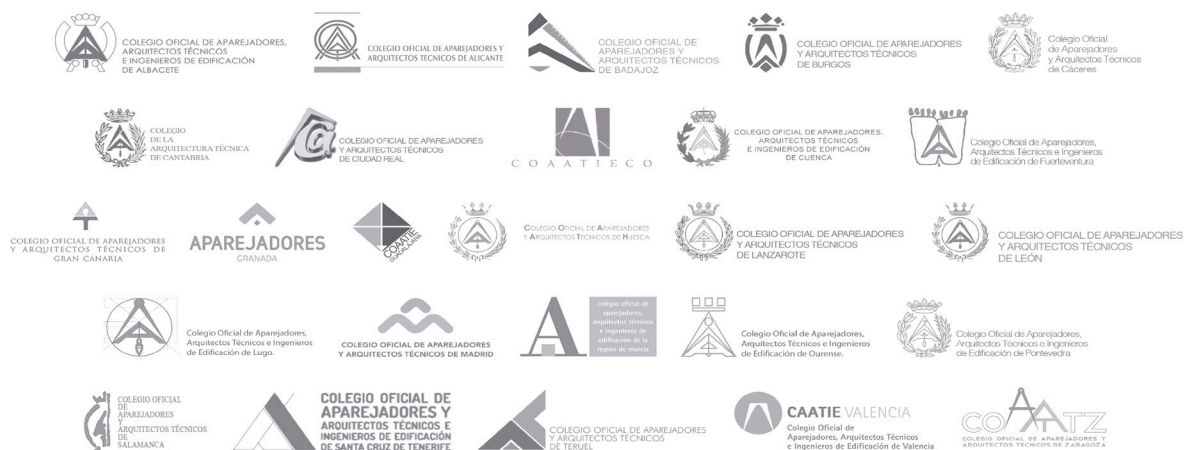 COLEGIO OFICIAL DE APAREJADORES,
ARQUITECTOS TÉCNICOS
E INGENIEROS DE EDIFICACIÓN
DE ALBACETE
COLEGIO OFICIAL DE APAREJADORES Y
ARQUITECTOS TECNICOS DE ALICANTE
COLEGIO OFICIAL DE
APAREJADORES Y
ARQUITECTOS TÉCNICOS
DE BADAJOZ
COLEGIO OFICIAL DE APAREJADORES
Y ARQUITECTOS TÉCNICOS
DE BURGOS
Colegio Oficial
de Aparejadores
y Arquitectos Técnicos
de Cáceres
COLEGIO
DE LA
ARQUITECTURA TÉCNICA
DE CANTABRIA
COLEGIO OFICIAL DE APAREJADORES
Y ARQUITECTOS TÉCNICOS
DE CIUDAD REAL
COAATIECO
COLEGIO OFICIAL DE APAREJADORES,
ARQUITECTOS TÉCNICOS
E INGENIEROS DE EDIFICACIÓN
DE CUENCA
Colegio Oficial de Aparejadores,
Arquitectos Técnicos e Ingenieros
de Edificación de Fuerteventura
COLEGIO OFICIAL DE APAREJADORES
Y ARQUITECTOS TÉCNICOS DE
GRAN CANARIA
APAREJADORES
GRANADA
COAATIE
GUADALAJARA
COLEGIO OFICIAL DE APAREJADORES
Y ARQUITECTOS TECNICOS DE HUESCA
COLEGIO OFICIAL DE APAREJADORES
Y ARQUITECTOS TÉCNICOS
DE LANZAROTE
COLEGIO OFICIAL DE APAREJADORES
Y ARQUITECTOS TÉCNICOS
DE LEÓN
Colegio Oficial de Aparejadores,
Arquitectos Técnicos e Ingenieros
de Edificación de Lugo.
COLEGIO OFICIAL DE APAREJADORES
Y ARQUITECTOS TÉCNICOS DE MADRID
A
colegio oficial de
aparejadores,
arquitectos técnicos
e ingenieros de
edificación de la
región de murcia
Colegio Oficial de Aparejadores,
Arquitectos Técnicos e Ingenieros
de Edificación de Ourense.
Colegio Oficial de Aparejadores,
Arquitectos Técnicos e Ingenieros
de Edificación de Pontevedra
COLEGIO OFICIAL
DE
APAREJADORES
Y
ARQUITECTOS TÉCNICOS
DE
SALAMANCA
COLEGIO OFICIAL DE
APAREJADORES Y
ARQUITECTOS TÉCNICOS E
INGENIEROS DE EDIFICACIÓN
DE SANTA CRUZ DE TENERIFE
COLEGIO OFICIAL DE APAREJADORES
Y ARQUITECTOS TÉCNICOS
DE TERUEL
CAATIE VALENCIA
Colegio Oficial de
Aparejadores, Arquitectos Técnicos
e Ingenieros de Edificación de Valencia
COAATZ
COLEGIO OFICIAL DE APAREJADORES Y
ARQUITECTOS TECNICOS DE ZARAGOZA